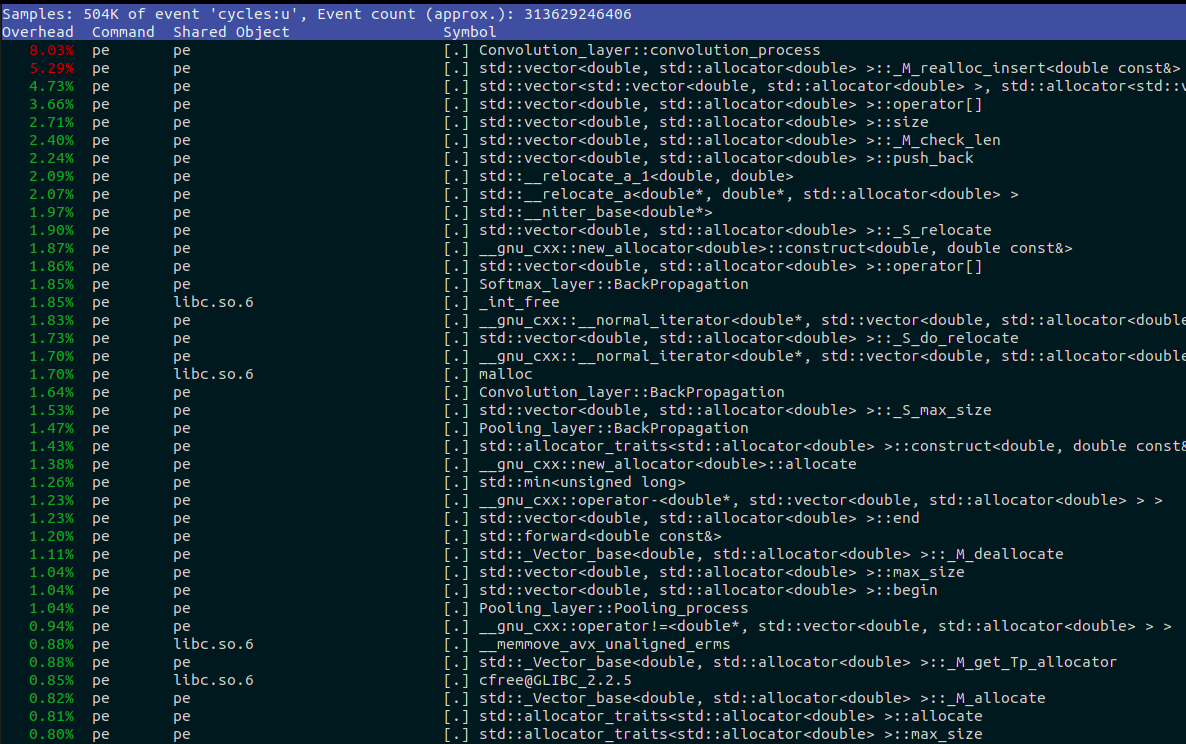 Samples: 504K of event 'cycles:u', Event count (approx.): 313629246406
Overhead  Command  Shared Object                 Symbol
8.03%  pe       pe                            [.] Convolution_layer::convolution_process
5.29%  pe       pe                            [.] std::vector<double, std::allocator<double> >::_M_realloc_insert<double const&>
4.73%  pe       pe                            [.] std::vector<std::vector<double, std::allocator<double> >, std::allocator<std::v
3.66%  pe       pe                            [.] std::vector<double, std::allocator<double> >::operator[]
2.71%  pe       pe                            [.] std::vector<double, std::allocator<double> >::size
2.40%  pe       pe                            [.] std::vector<double, std::allocator<double> >::_M_check_len
2.24%  pe       pe                            [.] std::vector<double, std::allocator<double> >::push_back
2.09%  pe       pe                            [.] std::__relocate_a_1<double, double>
2.07%  pe       pe                            [.] std::__relocate_a<double*, double*, std::allocator<double> >
1.97%  pe       pe                            [.] std::__niter_base<double*>
1.90%  pe       pe                            [.] std::vector<double, std::allocator<double> >::_S_relocate
1.87%  pe       pe                            [.] __gnu_cxx::new_allocator<double>::construct<double, double const&>
1.86%  pe       pe                            [.] std::vector<double, std::allocator<double> >::operator[]
1.85%  pe       pe                            [.] Softmax_layer::BackPropagation
1.85%  pe       libc.so.6                     [.] _int_free
1.83%  pe       pe                            [.] __gnu_cxx::__normal_iterator<double*, std::vector<double, std::allocator<double
1.73%  pe       pe                            [.] std::vector<double, std::allocator<double> >::_S_do_relocate
1.70%  pe       pe                            [.] __gnu_cxx::__normal_iterator<double*, std::vector<double, std::allocator<double
1.70%  pe       libc.so.6                     [.] malloc
1.64%  pe       pe                            [.] Convolution_layer::BackPropagation
1.53%  pe       pe                            [.] std::vector<double, std::allocator<double> >::_S_max_size
1.47%  pe       pe                            [.] Pooling_layer::BackPropagation
1.43%  pe       pe                            [.] std::allocator_traits<std::allocator<double> >::construct<double, double const&
1.38%  pe       pe                            [.] __gnu_cxx::new_allocator<double>::allocate
1.26%  pe       pe                            [.] std::min<unsigned long>
1.23%  pe       pe                            [.] __gnu_cxx::operator-<double*, std::vector<double, std::allocator<double> > >
1.23%  pe       pe                            [.] std::vector<double, std::allocator<double> >::end
1.20%  pe       pe                            [.] std::forward<double const&>
1.11%  pe       pe                            [.] std::_Vector_base<double, std::allocator<double> >::_M_deallocate
1.04%  pe       pe                            [.] std::vector<double, std::allocator<double> >::max_size
1.04%  pe       pe                            [.] std::vector<double, std::allocator<double> >::begin
1.04%  pe       pe                            [.] Pooling_layer::Pooling_process
0.94%  pe       pe                            [.] __gnu_cxx::operator!=<double*, std::vector<double, std::allocator<double> > >
0.88%  pe       libc.so.6                     [.] __memmove_avx_unaligned_erms
0.88%  pe       pe                            [.] std::_Vector_base<double, std::allocator<double> >::_M_get_Tp_allocator
0.85%  pe       libc.so.6                     [.] cfree@GLIBC_2.2.5
0.82%  pe       pe                            [.] std::_Vector_base<double, std::allocator<double> >::_M_allocate
0.81%  pe       pe                            [.] std::allocator_traits<std::allocator<double> >::allocate
0.80%  pe       pe                            [.] std::allocator_traits<std::allocator<double> >::max_size